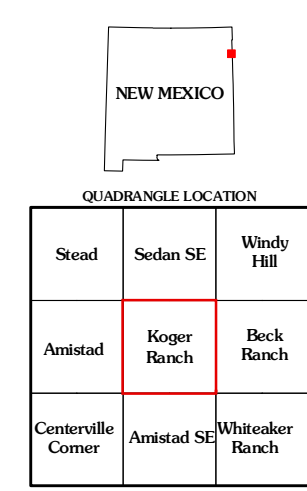 NEW MEXICO
QUADRANGLE LOCATION
Stead
Sedan SE
Windy
Hill
Amistad
Koger
Ranch
Beck
Ranch
Centerville
Corner
Amistad SE
Whiteaker
Ranch